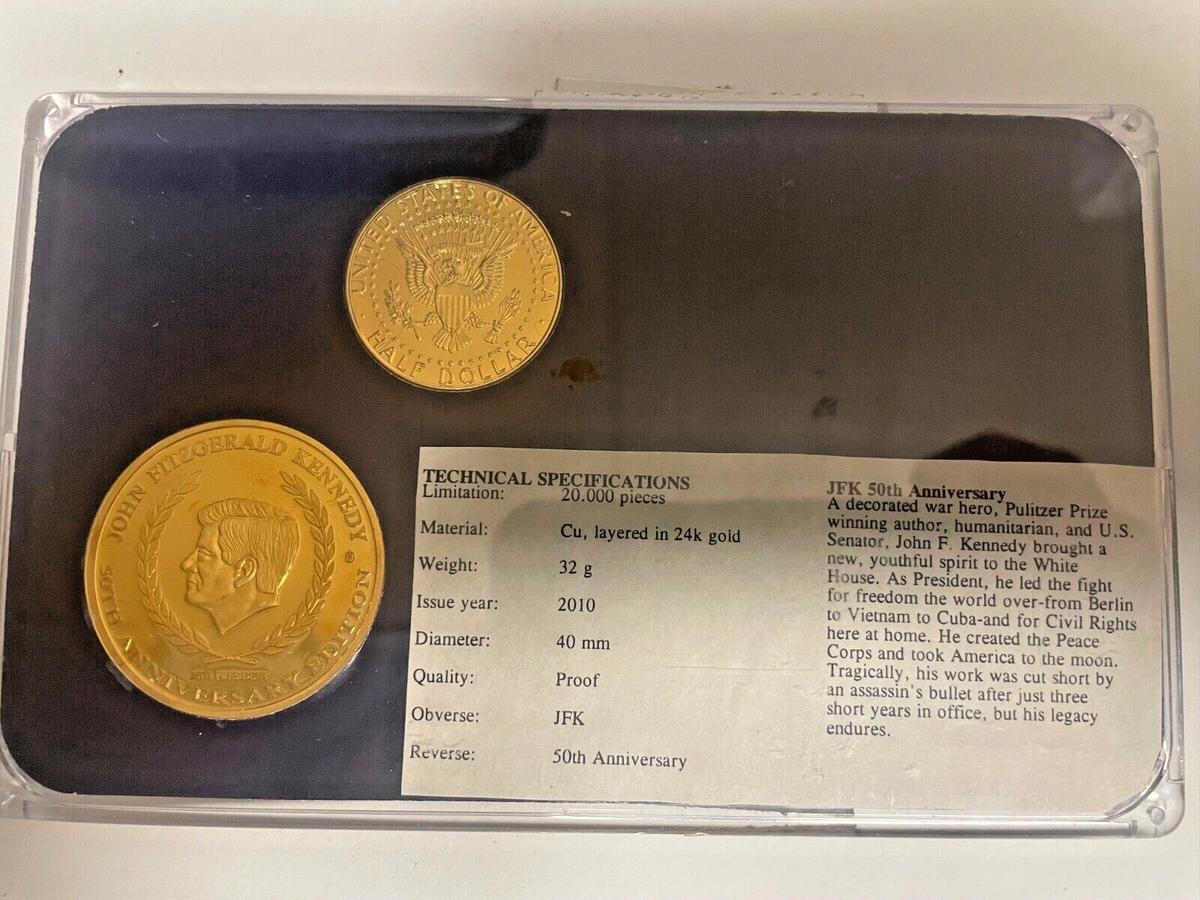 UNITED STATES OF AMERICA
HALF DOLLAR
JOHN FITZGERALD KENNEDY
50TH ANNIVERSARY EDITION
35TH PRESIDENT
TECHNICAL SPECIFICATIONS
Limitation: 20.000 pieces
Material: Cu, layered in 24k gold
Weight: 32 g
Issue year: 2010
Diameter: 40 mm
Quality: Proof
Obverse: JFK
Reverse: 50th Anniversary
JFK 50th Anniversary
A decorated war hero, Pulitzer Prize
winning author, humanitarian, and U.S.
Senator, John F. Kennedy brought a
new, youthful spirit to the White
House. As President, he led the fight
for freedom the world over-from Berlin
to Vietnam to Cuba-and for Civil Rights
here at home. He created the Peace
Corps and took America to the moon.
Tragically, his work was cut short by
an assassin's bullet after just three
short years in office, but his legacy
endures.